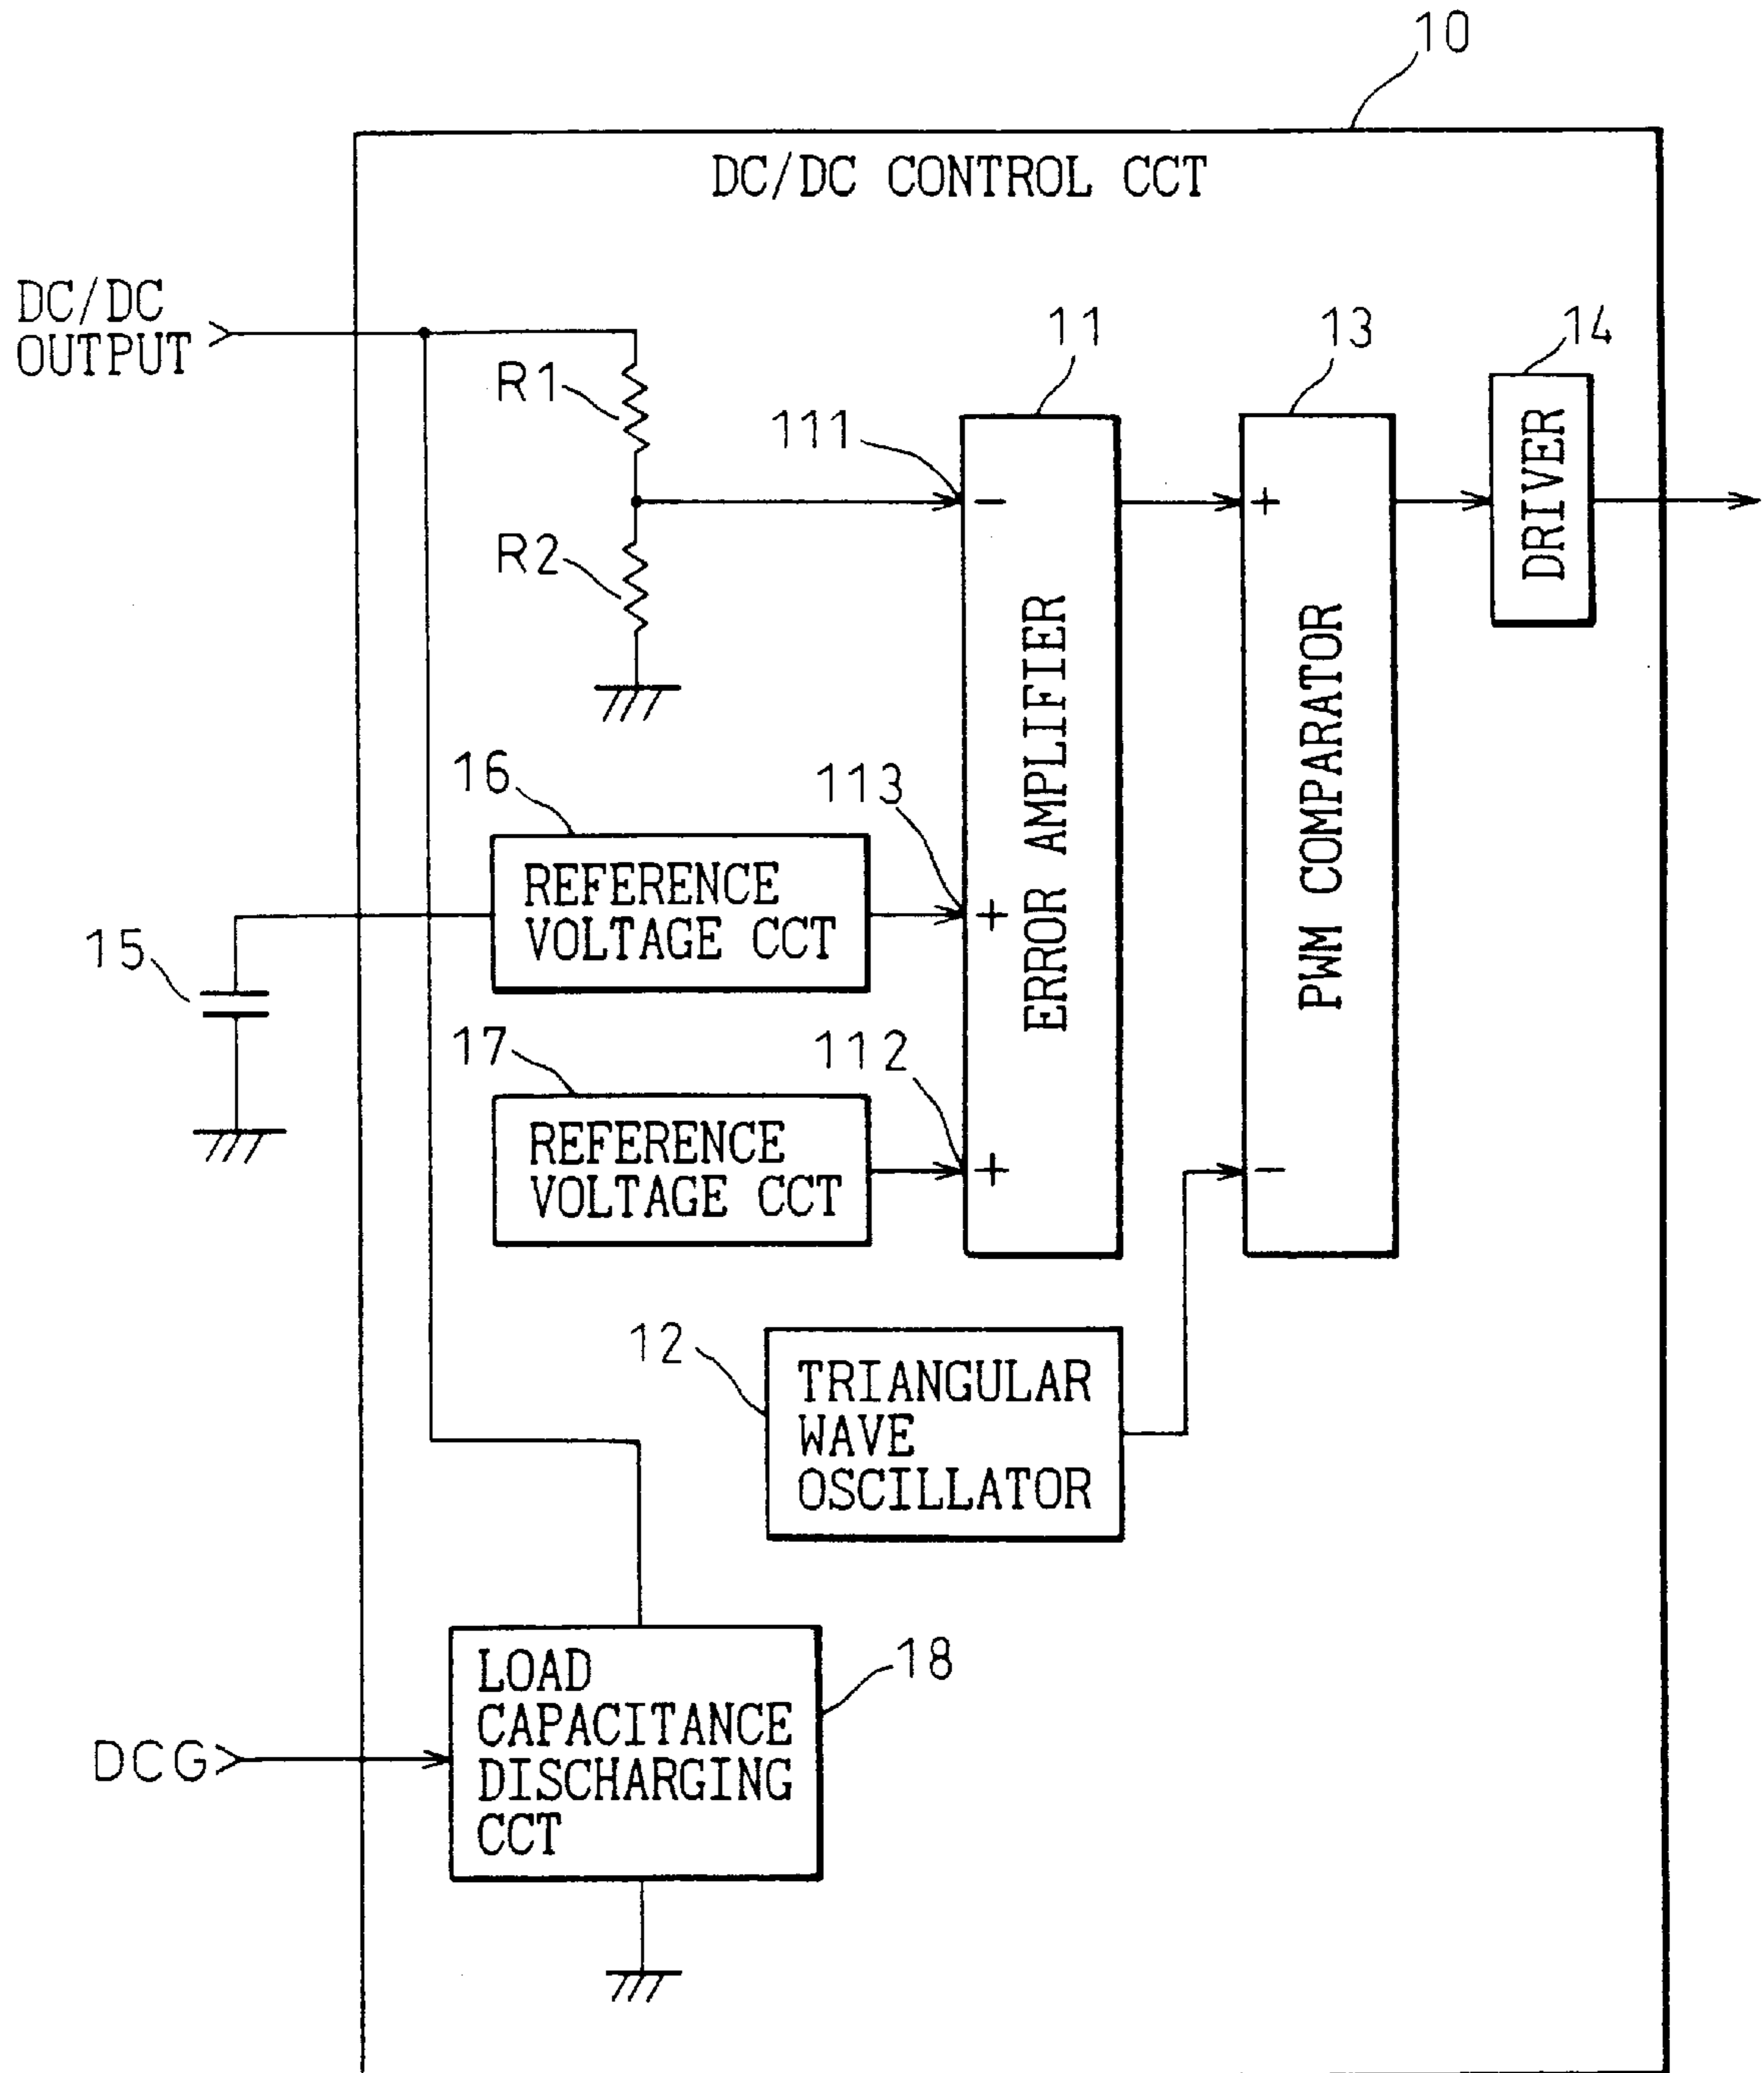 10
DC/DC CONTROL CCT
DC/DC
OUTPUT
R1
R2
111
11
13
14
DRIVER
ERROR AMPLIFIER
PWM COMPARATOR
-
+
16
113
REFERENCE
VOLTAGE CCT
+
15
17
112
REFERENCE
VOLTAGE CCT
+
-
12
TRIANGULAR
WAVE
OSCILLATOR
LOAD
CAPACITANCE
DISCHARGING
CCT
18
DCG